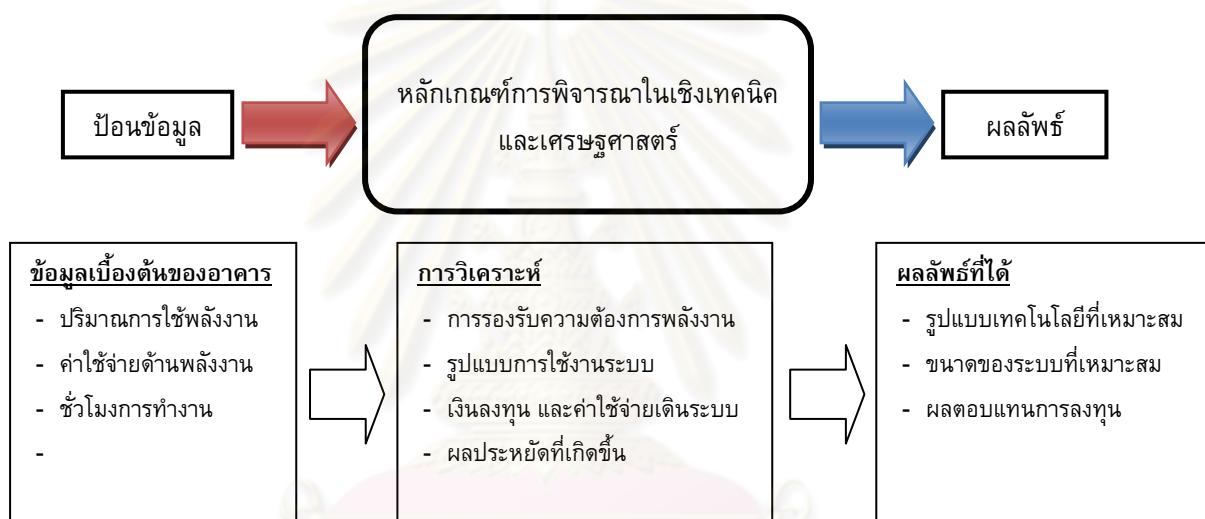 ป้อนข้อมูล
หลักเกณฑ์การพิจารณาในเชิงเทคนิค
และเศรษฐศาสตร์
ผลลัพธ์
ข้อมูลเบื้องต้นของอาคาร
- ปริมาณการใช้พลังงาน
- ค่าใช้จ่ายด้านพลังงาน
- ชั่วโมงการทำงาน
-
การวิเคราะห์
- การรองรับความต้องการพลังงาน
- รูปแบบการใช้งานระบบ
- เงินลงทุน และค่าใช้จ่ายเดินระบบ
- ผลประหยัดที่เกิดขึ้น
ผลลัพธ์ที่ได้
- รูปแบบเทคโนโลยีที่เหมาะสม
- ขนาดของระบบที่เหมาะสม
- ผลตอบแทนการลงทุน